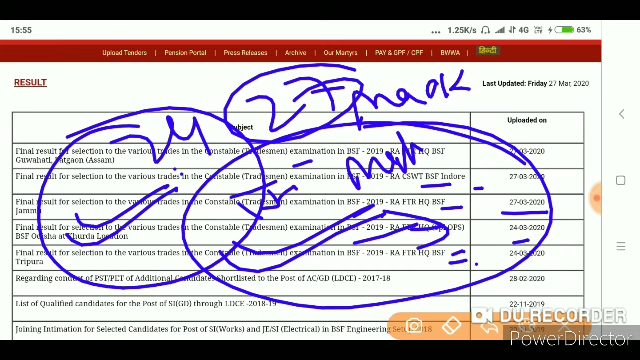 15:55
1.25K/s 4G 63%
Upload Tenders Pension Portal Press Releases Archive Our Martyrs PAY & GPF / CPF BWWA हिन्दी
RESULT
Last Updated: Friday 27 Mar, 2020
27 
Subject
Uploaded on
Final result for selection to the various trades in the Constable (Tradesmen) examination in BSF - 2019 - RA FTR HQ BSF
Guwahati, Patgaon (Assam)
27-03-2020
Final result for selection to the various trades in the Constable (Tradesmen) examination in BSF - 2019 - RA CSWT BSF Indore
27-03-2020
Final result for selection to the various trades in the Constable (Tradesmen) examination in BSF - 2019 - RA FTR HQ BSF
Jammu
27-03-2020
Final result for selection to the various trades in the Constable (Tradesmen) examination in BSF - 2019 - RA FTR HQ
BSF Odisha at Khurda Location
24-03-2020
Final result for selection to the various trades in the Constable (Tradesmen) examination in BSF - 2019 - RA FTR HQ BSF
Tripura
24-03-2020
Regarding conduct of PST/PET of Additional Candidates Shortlisted to the Post of AC/GD (LDCE) - 2017-18
28-02-2020
List of Qualified candidates for the Post of SI(GD) through LDCE -2018-19
22-11-2019
Joining Intimation for Selected Candidates for Post of SI(Works) and JE/SI (Electrical) in BSF Engineering
DU RECORDER
Screen Recorder